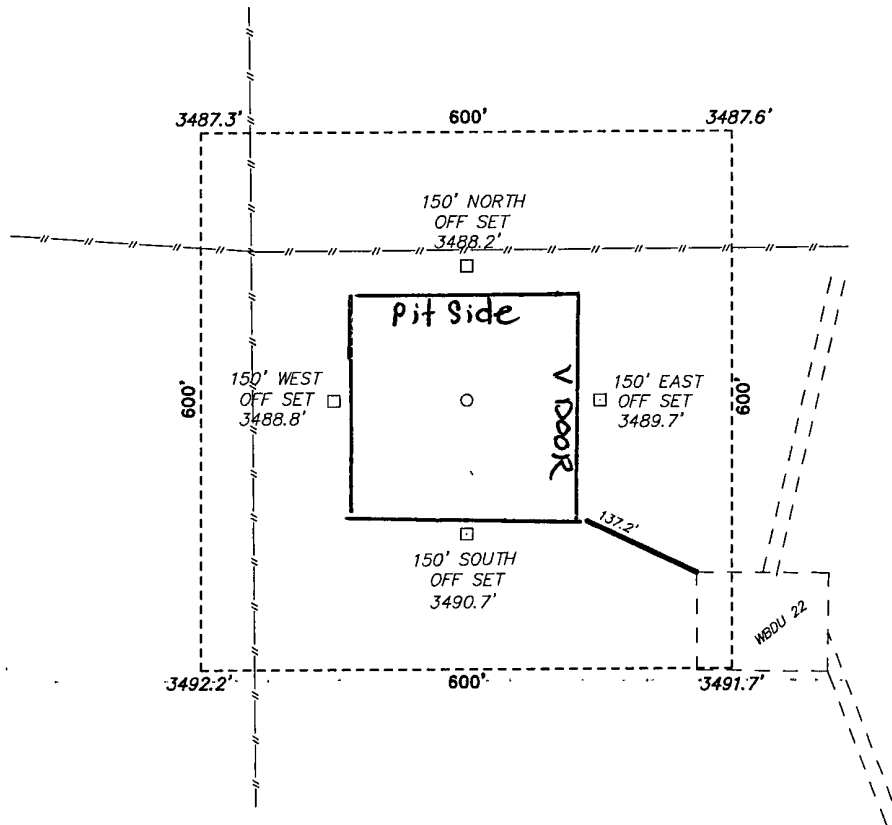 3487.3'
600'
3487.6'
150' NORTH
OFF SET
3488.2'
Pit Side
150' WEST
OFF SET
3488.8'
600'
V DOOR
150' EAST
OFF SET
3489.7'
600'
137.2'
150' SOUTH
OFF SET
3490.7'
WBDU 22
3492.2'
600'
3491.7'